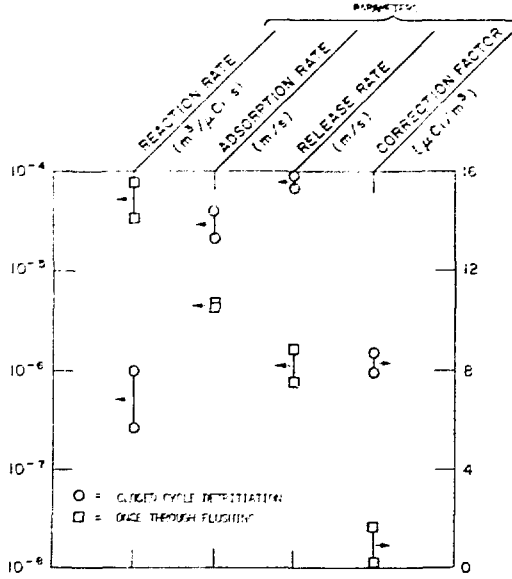 PARAMETERS
REACTION RATE
(m³/μCi/s)
ADSORPTION RATE
(m/s)
RELEASE RATE
(m/s)
CORRECTION FACTOR
(μCi/m³)
10⁻⁴
10⁻⁵
10⁻⁶
10⁻⁷
10⁻⁸
16
12
8
4
0
○ = CLOSED CYCLE DETRITIATION
□ = ONCE THROUGH FLUSHING